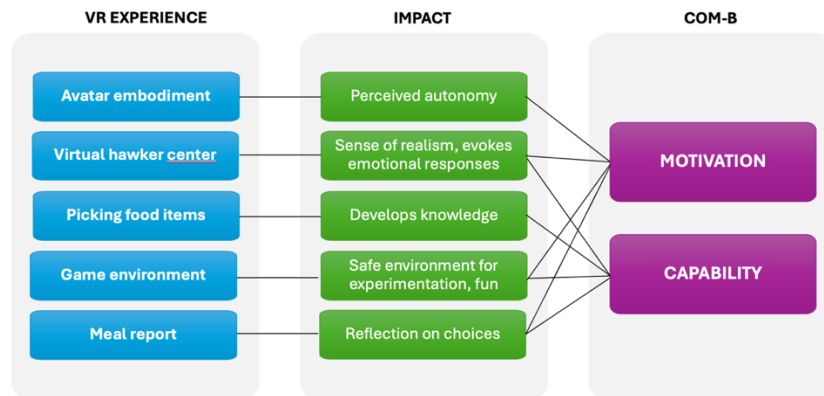 VR EXPERIENCE
IMPACT
COM-B
Avatar embodiment
Perceived autonomy
Virtual hawker center
Sense of realism, evokes
emotional responses
MOTIVATION
Picking food items
Develops knowledge
Game environment
Safe environment for
experimentation, fun
CAPABILITY
Meal report
Reflection on choices